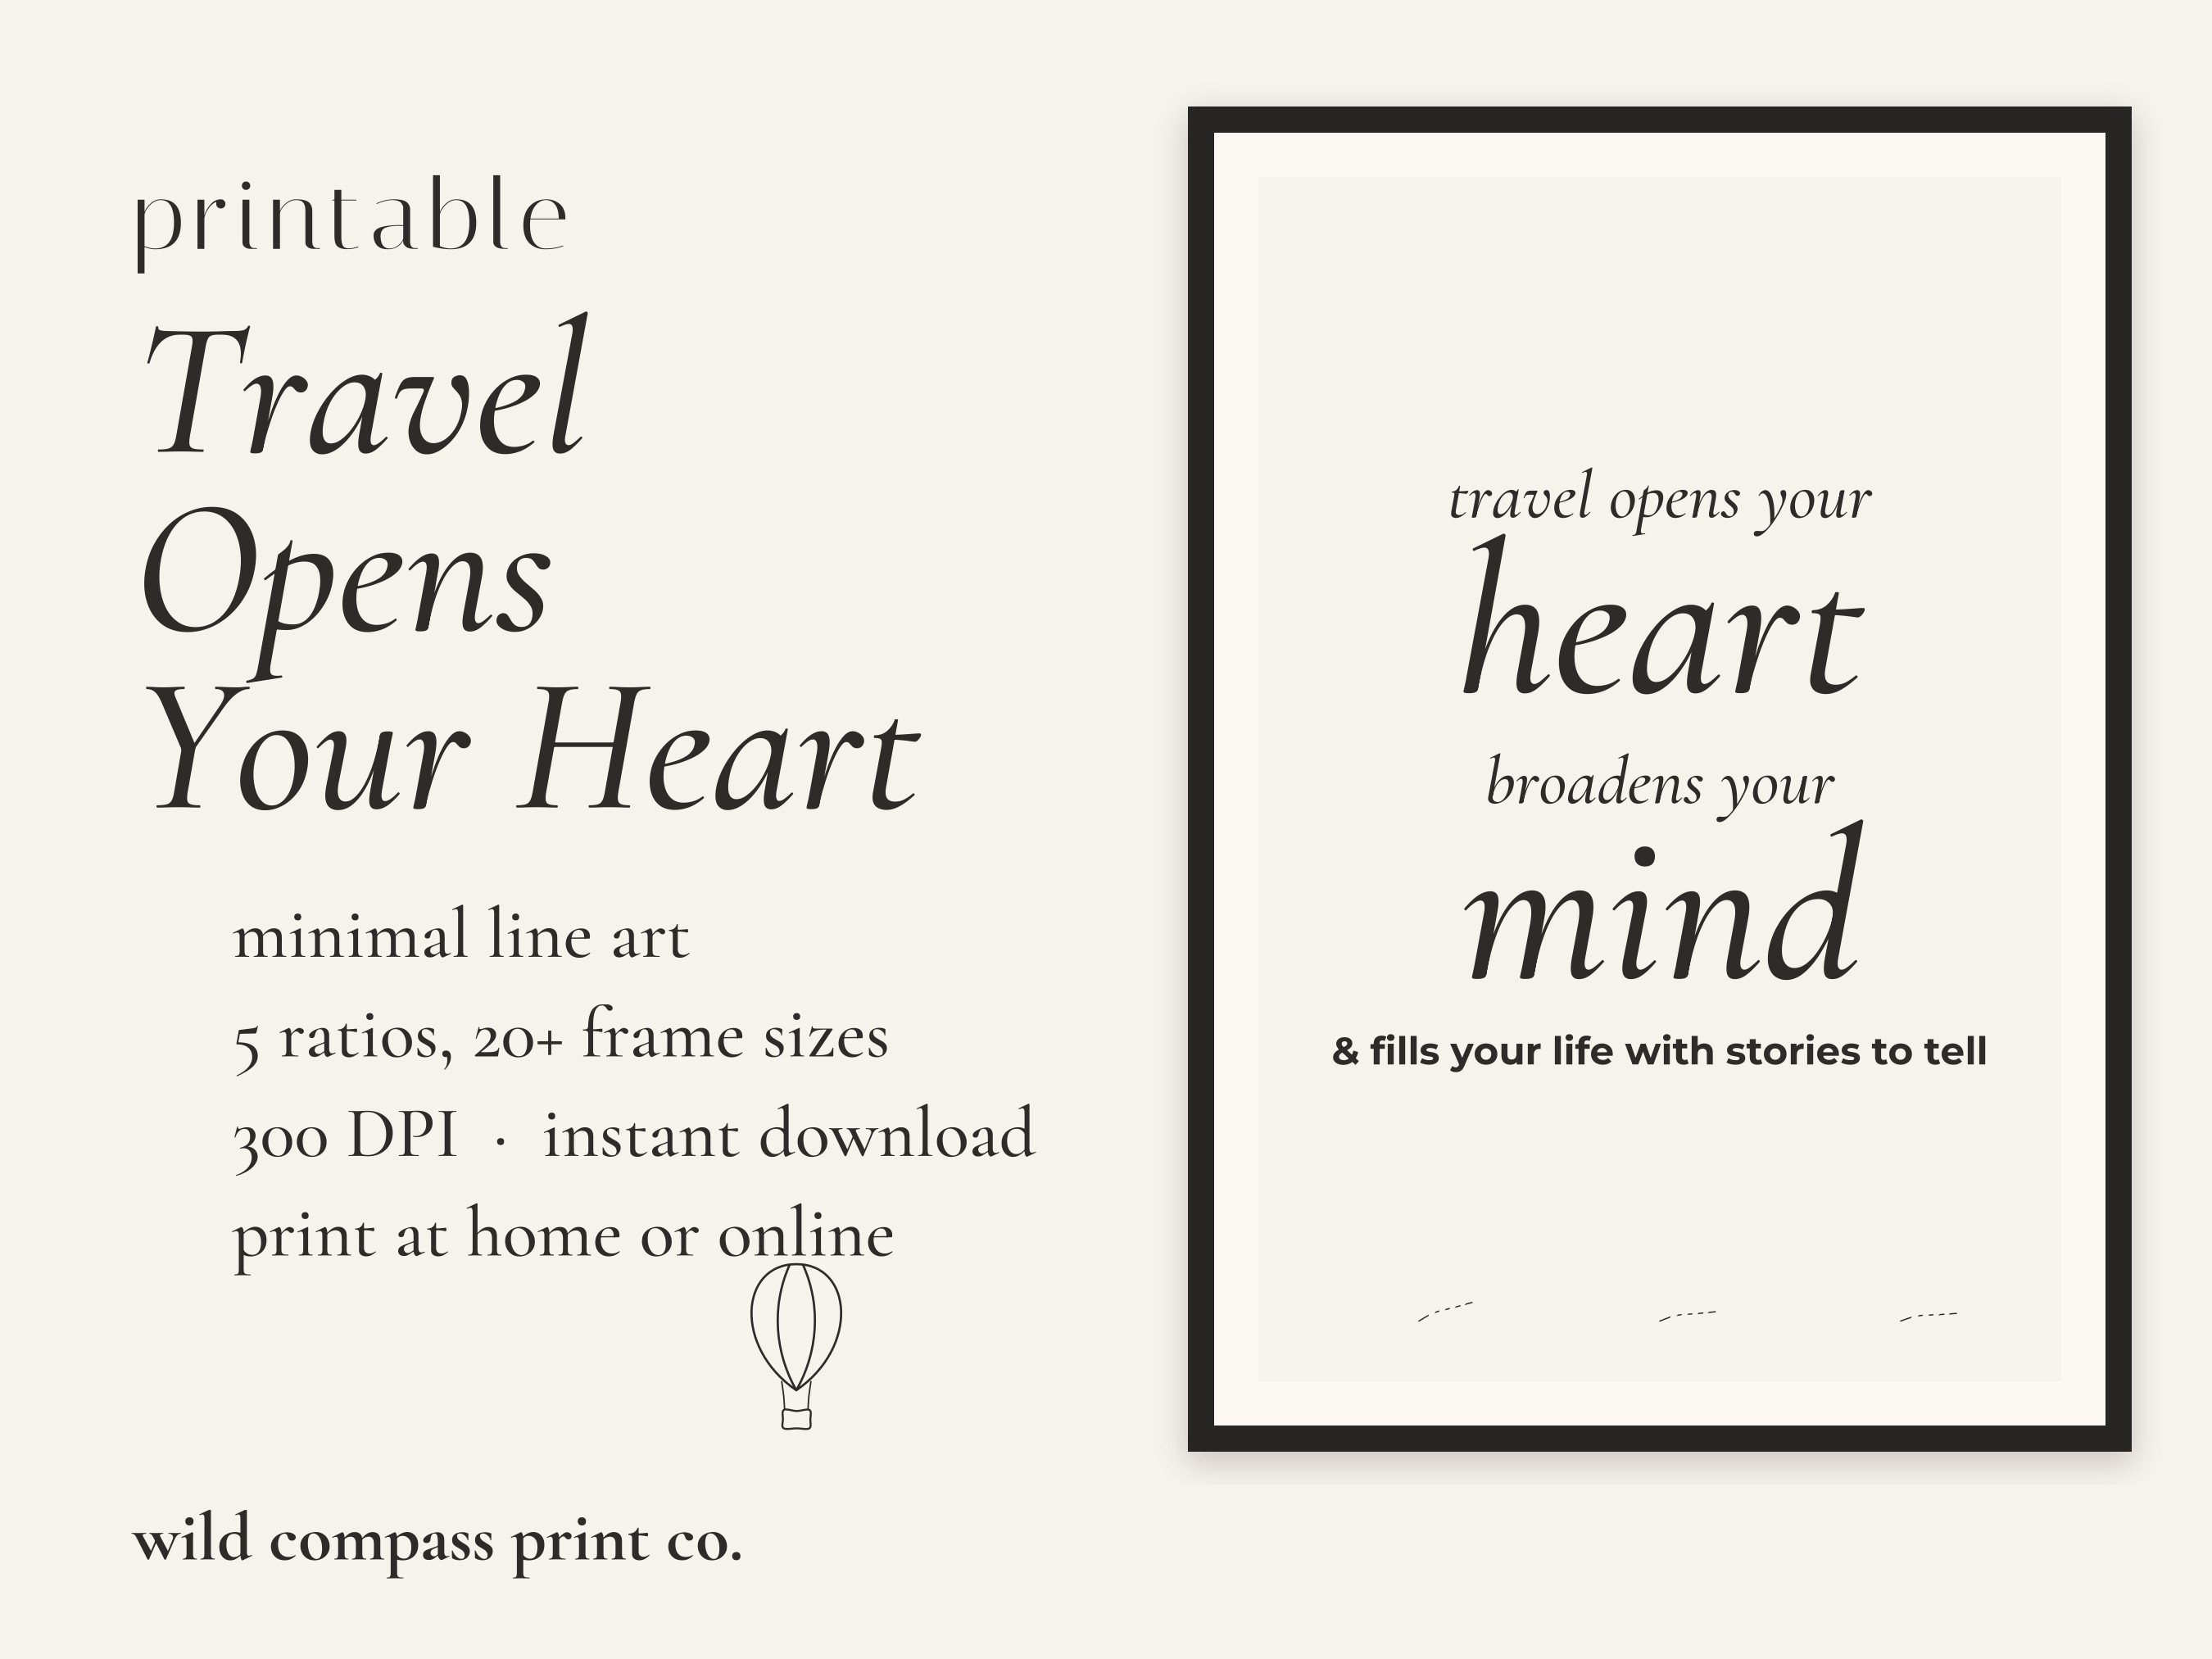 printable
Travel
Opens
Your Heart
minimal line art
5 ratios, 20+ frame sizes
300 DPI · instant download
print at home or online
wild compass print co.
travel opens your
heart
broadens your
mind
& fills your life with stories to tell